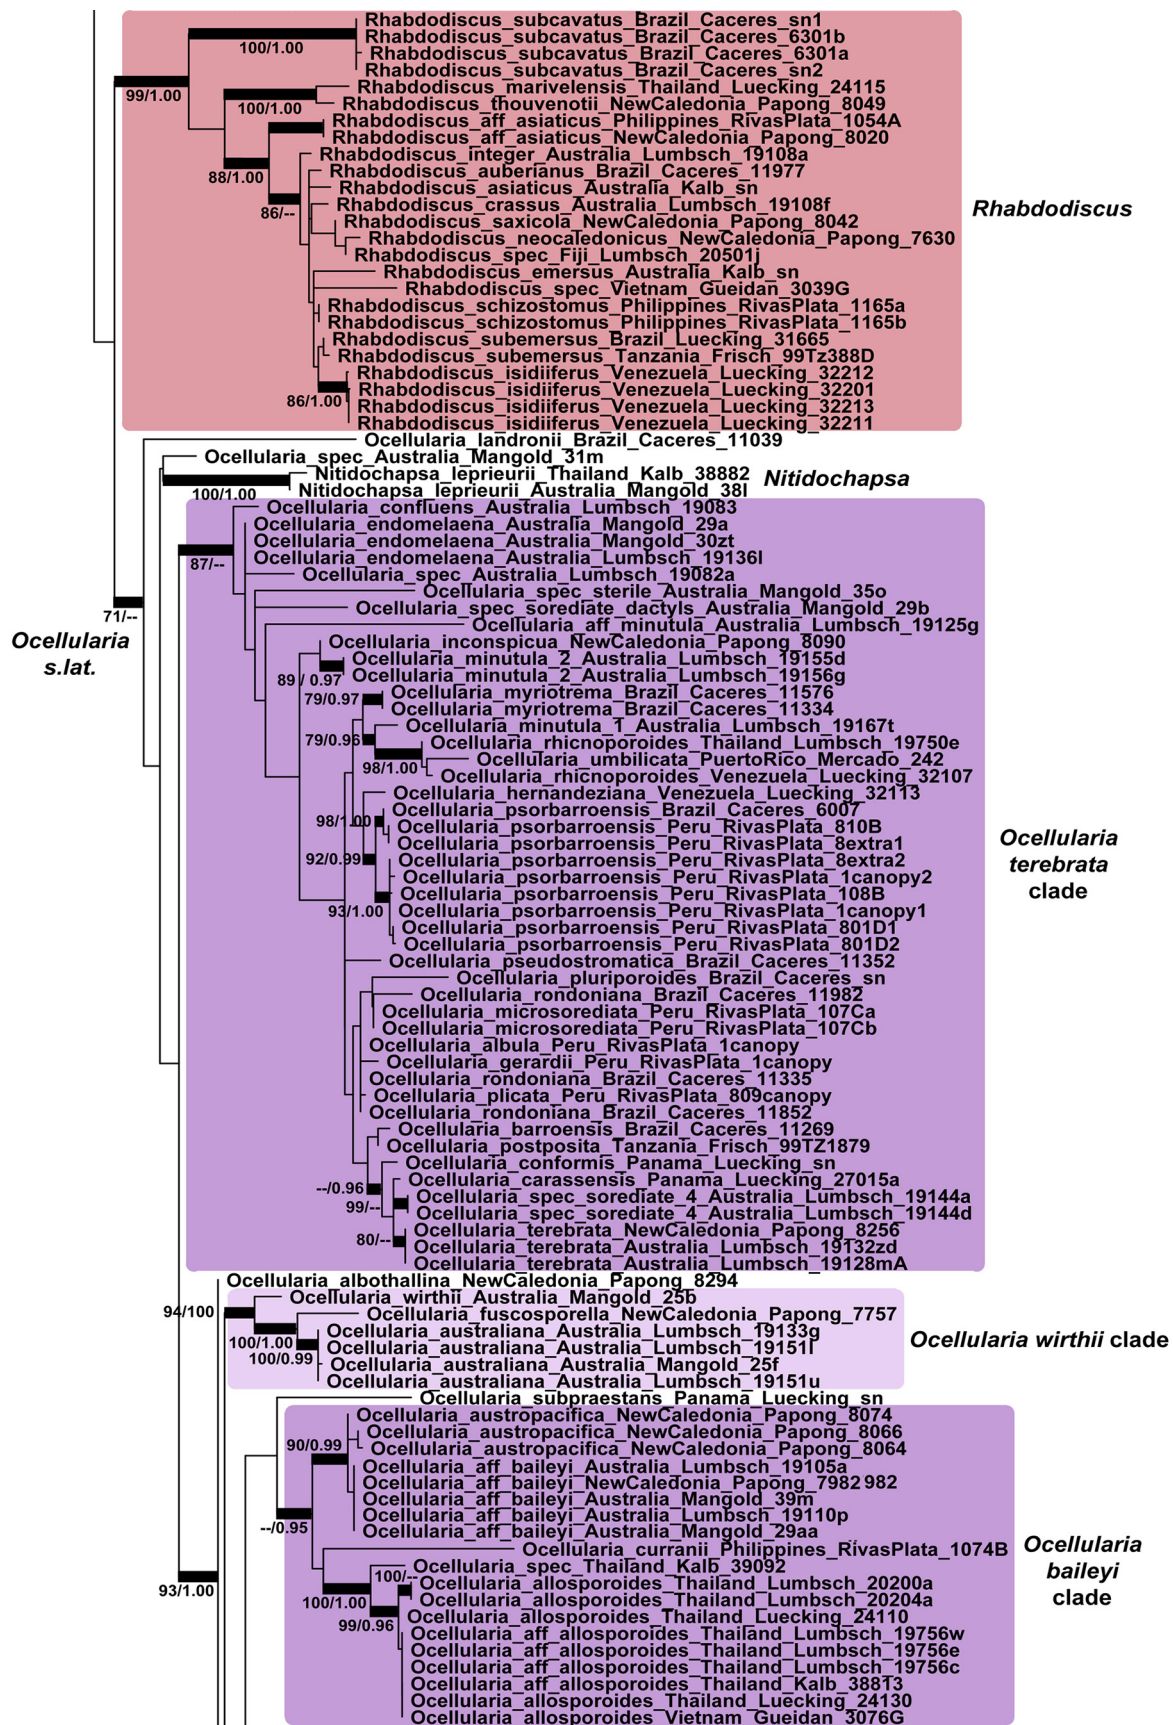 Rhabdodiscus_subcavatus_Brazil_Caceres_sn1
Rhabdodiscus_subcavatus_Brazil_Caceres_6301b
100/1.00
Rhabdodiscus_subcavatus_Brazil_Caceres_6301a
Rhabdodiscus_subcavatus_Brazil_Caceres_sn2
99/1.00
Rhabdodiscus_marivelensis_Thailand_Luecking_24115
100/1.00
Rhabdodiscus_thouvenotii_NewCaledonia_Papong_8049
Rhabdodiscus_aff_asiaticus_Philippines_RivasPlata_1054A
Rhabdodiscus_aff_asiaticus_NewCaledonia_Papong_8020
Rhabdodiscus_integer_Australia_Lumbsch_19108a
88/1.00
Rhabdodiscus_auberianus_Brazil_Caceres_11977
Rhabdodiscus_asiaticus_Australia_Kalb_sn
86/--
Rhabdodiscus_crassus_Australia_Lumbsch_19108f
Rhabdodiscus
Rhabdodiscus_saxicola_NewCaledonia_Papong_8042
Rhabdodiscus_neocaledonicus_NewCaledonia_Papong_7630
Rhabdodiscus_spec_Fiji_Lumbsch_20501j
Rhabdodiscus_emersus_Australia_Kalb_sn
Rhabdodiscus_spec_Vietnam_Gueidan_3039G
Rhabdodiscus_schizostomus_Philippines_RivasPlata_1165a
Rhabdodiscus_schizostomus_Philippines_RivasPlata_1165b
Rhabdodiscus_subemersus_Brazil_Luecking_31665
Rhabdodiscus_subemersus_Tanzania_Frisch_99Tz388D
Rhabdodiscus_isidiiferus_Venezuela_Luecking_32212
Rhabdodiscus_isidiiferus_Venezuela_Luecking_32201
86/1.00
Rhabdodiscus_isidiiferus_Venezuela_Luecking_32213
Rhabdodiscus_isidiiferus_Venezuela_Luecking_32211
Ocellularia_landronii_Brazil_Caceres_11039
Ocellularia_spec_Australia_Mangold_31m
Nitidochapsa_leprieurii_Thailand_Kalb_38882
Nitidochapsa
100/1.00
Nitidochapsa_leprieurii_Australia_Mangold_38l
Ocellularia_confluens_Australia_Lumbsch_19083
Ocellularia_endomelaena_Australia_Mangold_29a
Ocellularia_endomelaena_Australia_Mangold_30zt
Ocellularia_endomelaena_Australia_Lumbsch_19136l
87/--
Ocellularia_spec_Australia_Lumbsch_19082a
Ocellularia_spec_sterile_Australia_Mangold_35o
Ocellularia_spec_sorediate_dactyls_Australia_Mangold_29b
71/--
Ocellularia_aff_minutula_Australia_Lumbsch_19125g
Ocellularia
s.lat.
Ocellularia_inconspicua_NewCaledonia_Papong_8090
Ocellularia_minutula_2_Australia_Lumbsch_19155d
89 / 0.97
Ocellularia_minutula_2_Australia_Lumbsch_19156g
79/0.97
Ocellularia_myriotrema_Brazil_Caceres_11576
Ocellularia_myriotrema_Brazil_Caceres_11334
Ocellularia_minutula_1_Australia_Lumbsch_19167t
79/0.96
Ocellularia_rhicnoporoides_Thailand_Lumbsch_19750e
Ocellularia_umbilicata_PuertoRico_Mercado_242
98/1.00
Ocellularia_rhicnoporoides_Venezuela_Luecking_32107
Ocellularia_hernandeziana_Venezuela_Luecking_32113
Ocellularia_psorbarroensis_Brazil_Caceres_6007
98/1.00
Ocellularia_psorbarroensis_Peru_RivasPlata_810B
Ocellularia_psorbarroensis_Peru_RivasPlata_8extra1
92/0.99
Ocellularia_psorbarroensis_Peru_RivasPlata_8extra2
Ocellularia_psorbarroensis_Peru_RivasPlata_1canopy2
Ocellularia_psorbarroensis_Peru_RivasPlata_108B
93/1.00
Ocellularia_psorbarroensis_Peru_RivasPlata_1canopy1
Ocellularia_psorbarroensis_Peru_RivasPlata_801D1
Ocellularia_psorbarroensis_Peru_RivasPlata_801D2
Ocellularia
terebrata
clade
Ocellularia_pseudostromatica_Brazil_Caceres_11352
Ocellularia_pluriporoides_Brazil_Caceres_sn
Ocellularia_rondoniana_Brazil_Caceres_11982
Ocellularia_microsorediata_Peru_RivasPlata_107Ca
Ocellularia_microsorediata_Peru_RivasPlata_107Cb
Ocellularia_albula_Peru_RivasPlata_1canopy
Ocellularia_gerardii_Peru_RivasPlata_1canopy
Ocellularia_rondoniana_Brazil_Caceres_11335
Ocellularia_plicata_Peru_RivasPlata_809canopy
Ocellularia_rondoniana_Brazil_Caceres_11852
Ocellularia_barroensis_Brazil_Caceres_11269
Ocellularia_postposita_Tanzania_Frisch_99TZ1879
Ocellularia_conformis_Panama_Luecking_sn
Ocellularia_carassensis_Panama_Luecking_27015a
--/0.96
Ocellularia_spec_sorediate_4_Australia_Lumbsch_19144a
99/--
Ocellularia_spec_sorediate_4_Australia_Lumbsch_19144d
Ocellularia_terebrata_NewCaledonia_Papong_8256
80/--
Ocellularia_terebrata_Australia_Lumbsch_19132zd
Ocellularia_terebrata_Australia_Lumbsch_19128mA
Ocellularia_albothallina_NewCaledonia_Papong_8294
Ocellularia_wirthii_Australia_Mangold_25b
94/100
Ocellularia_fuscosporella_NewCaledonia_Papong_7757
Ocellularia_australiana_Australia_Lumbsch_19133g
100/1.00
Ocellularia wirthii clade
Ocellularia_australiana_Australia_Lumbsch_19151l
100/0.99
Ocellularia_australiana_Australia_Mangold_25f
Ocellularia_australiana_Australia_Lumbsch_19151u
Ocellularia_subpraestans_Panama_Luecking_sn
Ocellularia_austropacifica_NewCaledonia_Papong_8074
Ocellularia_austropacifica_NewCaledonia_Papong_8066
90/0.99
Ocellularia_austropacifica_NewCaledonia_Papong_8064
Ocellularia_aff_baileyi_Australia_Lumbsch_19105a
Ocellularia_aff_baileyi_NewCaledonia_Papong_7982 982
Ocellularia_aff_baileyi_Australia_Mangold_39m
Ocellularia_aff_baileyi_Australia_Lumbsch_19110p
--/0.95
Ocellularia_aff_baileyi_Australia_Mangold_29aa
Ocellularia_curranii_Philippines_RivasPlata_1074B
Ocellularia
baileyi
clade
Ocellularia_spec_Thailand_Kalb_39092
93/1.00
100/--
Ocellularia_allosporoides_Thailand_Lumbsch_20200a
100/1.00
Ocellularia_allosporoides_Thailand_Lumbsch_20204a
Ocellularia_allosporoides_Thailand_Luecking_24110
99/0.96
Ocellularia_aff_allosporoides_Thailand_Lumbsch_19756w
Ocellularia_aff_allosporoides_Thailand_Lumbsch_19756e
Ocellularia_aff_allosporoides_Thailand_Lumbsch_19756c
Ocellularia_aff_allosporoides_Thailand_Kalb_38813
Ocellularia_allosporoides_Thailand_Luecking_24130
Ocellularia_allosporoides_Vietnam_Gueidan_3076G